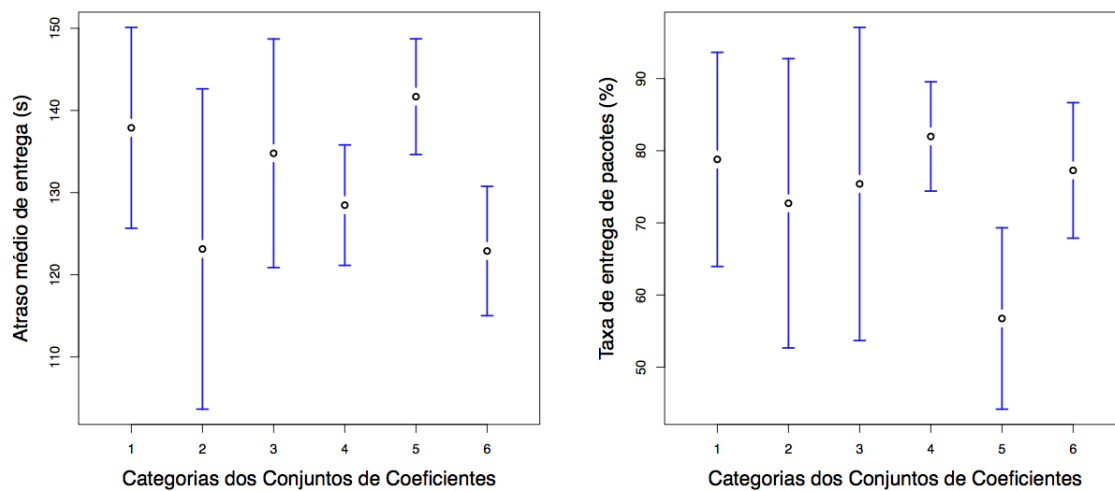 Atraso médio de entrega (s)
150
140
130
120
110
1 2 3 4 5 6
Categorias dos Conjuntos de Coeficientes
Taxa de entrega de pacotes (%)
90
80
70
60
50
1 2 3 4 5 6
Categorias dos Conjuntos de Coeficientes